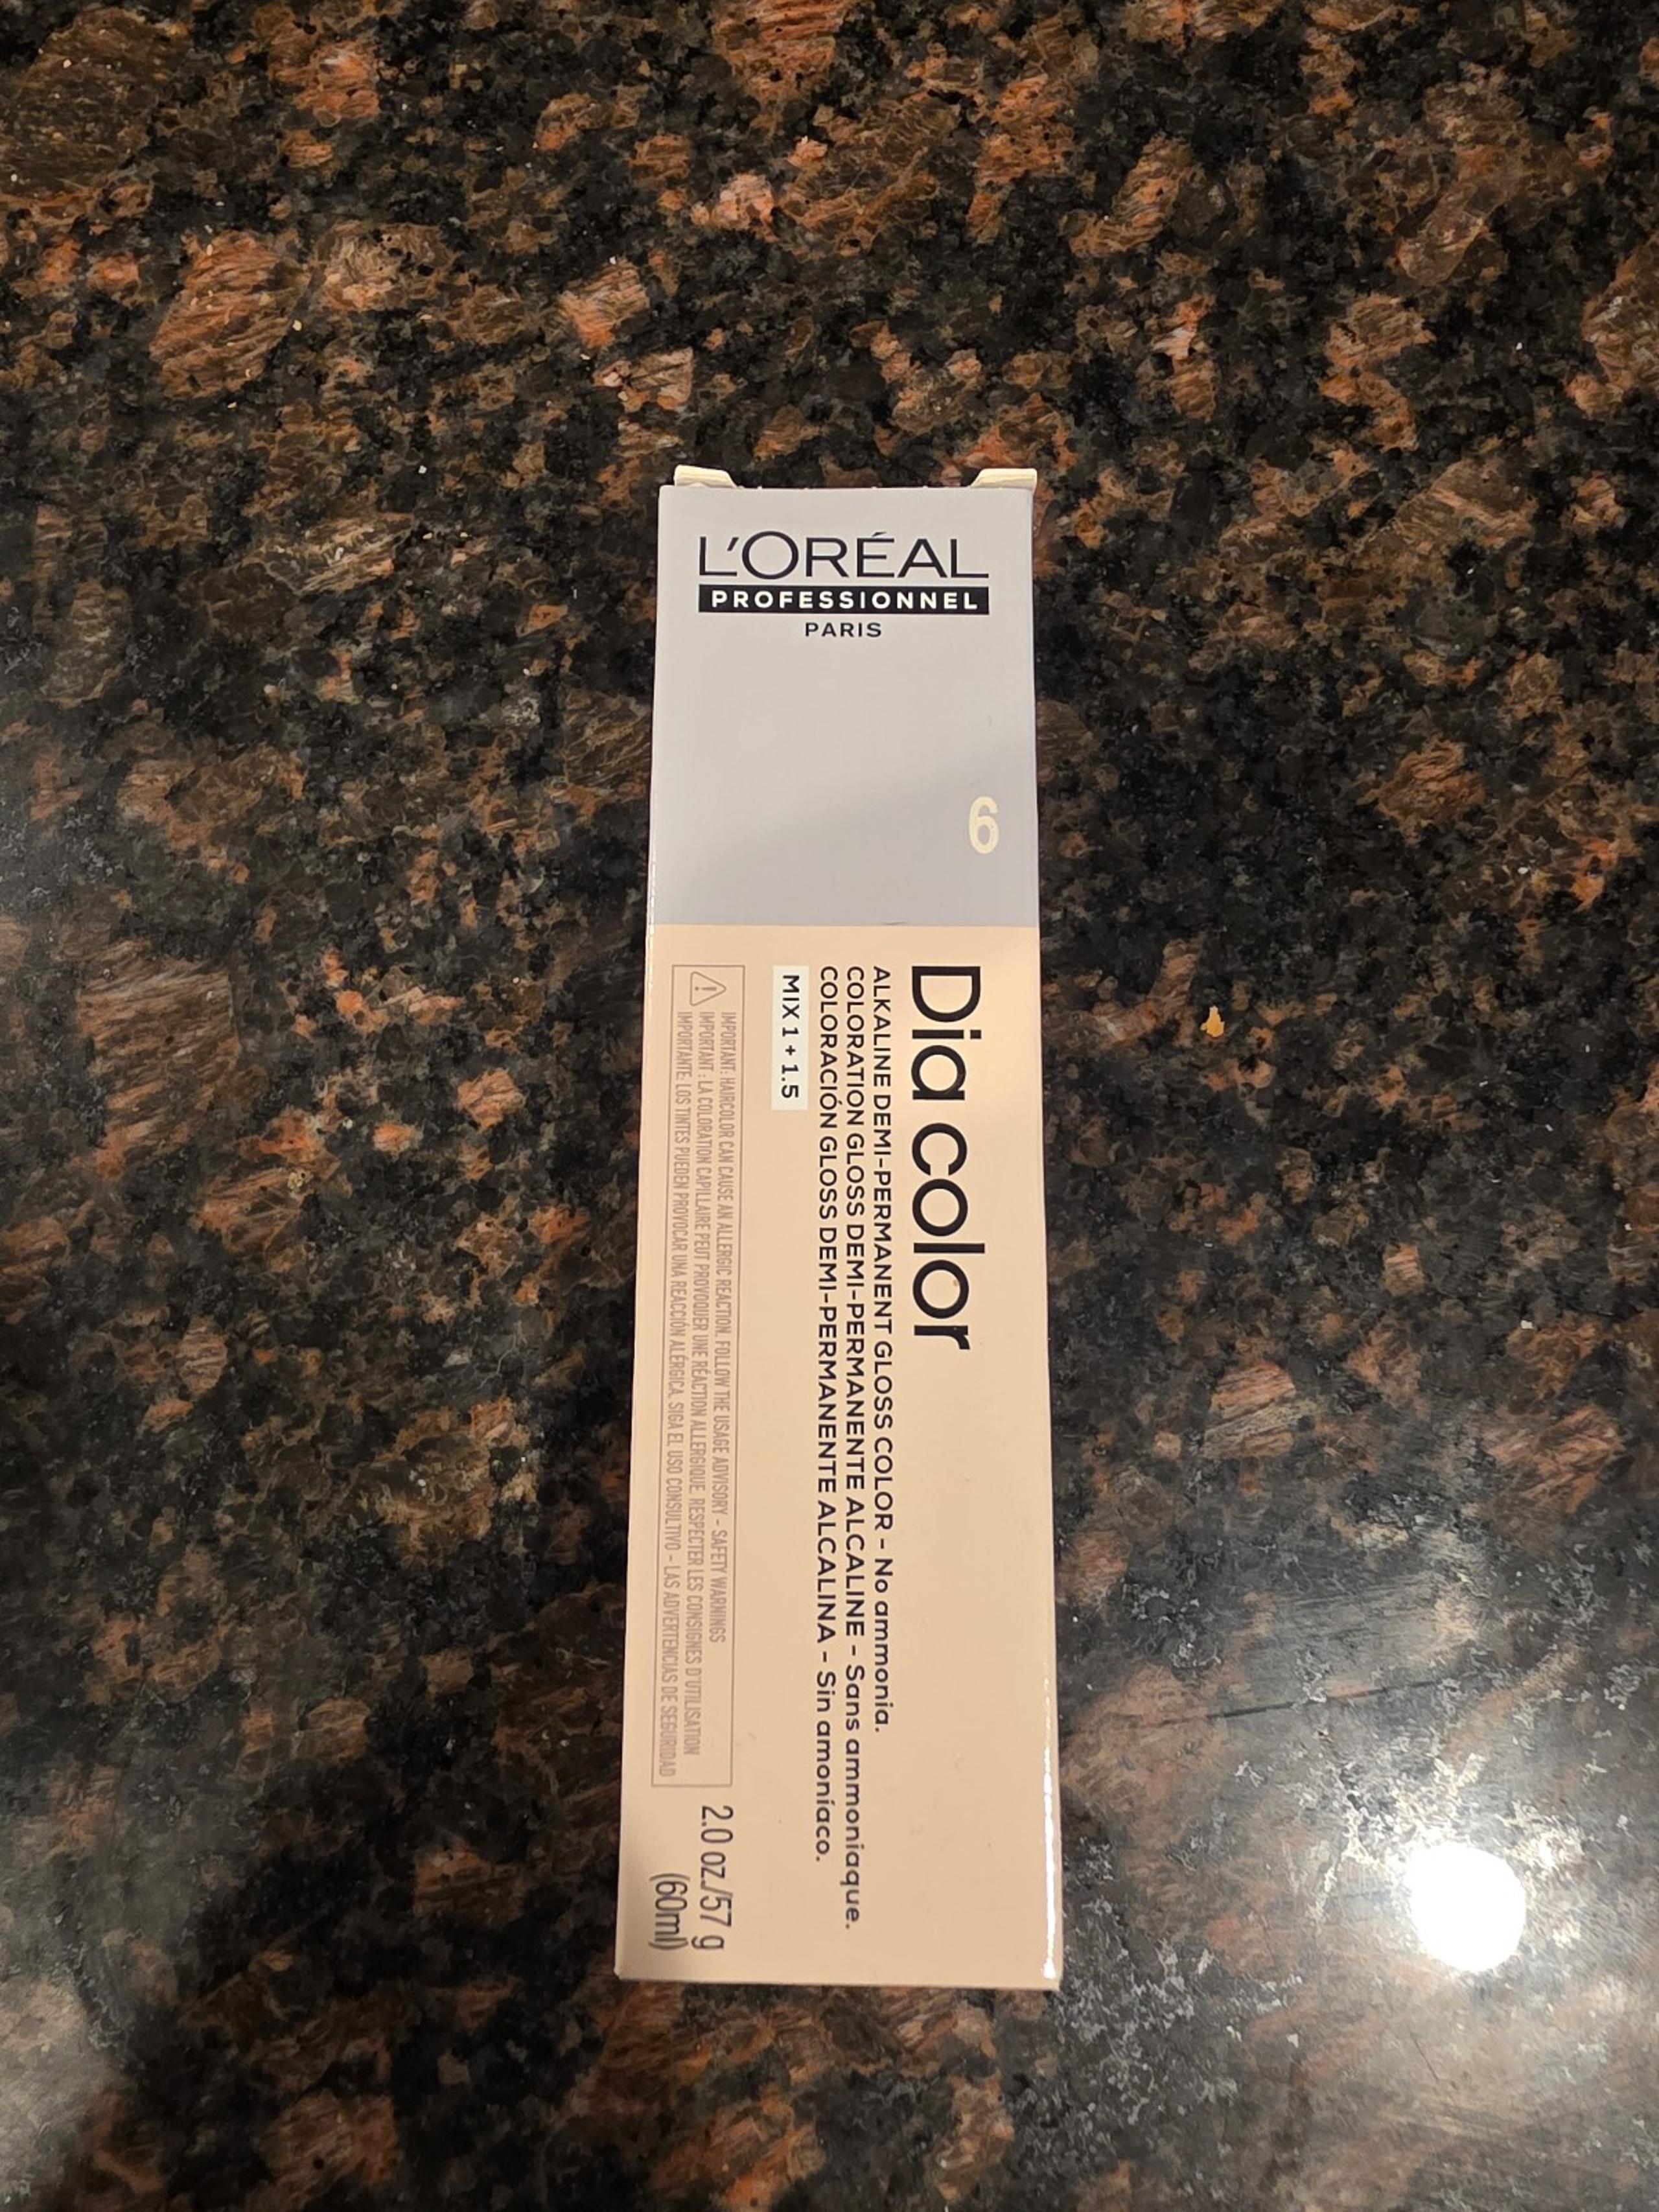 L'ORÉAL
PROFESSIONNEL
PARIS
6
Dia color
ALKALINE DEMI-PERMANENT GLOSS COLOR - No ammonia.
COLORATION GLOSS DEMI-PERMANENTE ALCALINE - Sans ammoniaque.
COLORACIÓN GLOSS DEMI-PERMANENTE ALCALINA - Sin amoníaco.
MIX 1 + 1.5
IMPORTANT: HAIRCOLOR CAN CAUSE AN ALLERGIC REACTION. FOLLOW THE USAGE ADVISORY - SAFETY WARNINGS
IMPORTANT : LA COLORATION CAPILLAIRE PEUT PROVOQUER UNE RÉACTION ALLERGIQUE. RESPECTER LES CONSIGNES D'UTILISATION
IMPORTANTE: LOS TINTES PUEDEN PROVOCAR UNA REACCIÓN ALÉRGICA. SIGA EL USO CONSULTIVO - LAS ADVERTENCIAS DE SEGURIDAD
2.0 oz./57 g
(60ml)